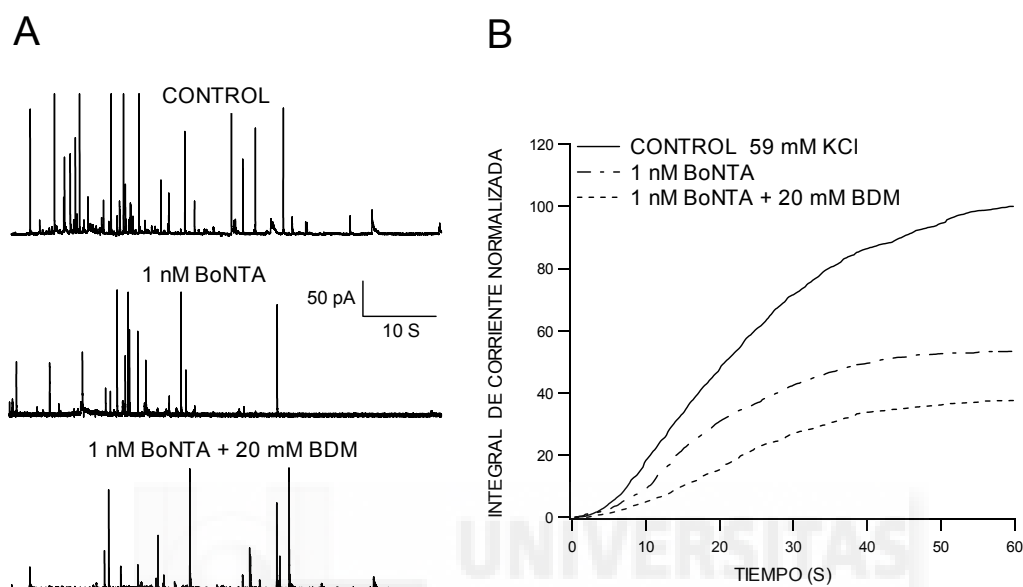 A
CONTROL
1 nM BoNTA
50 pA
10 S
1 nM BoNTA + 20 mM BDM
B
INTEGRAL DE CORRIENTE NORMALIZADA
120
100
80
60
40
20
0
CONTROL 59 mM KCl
1 nM BoNTA
1 nM BoNTA + 20 mM BDM
0 10 20 30 40 50 60
TIEMPO (S)
UNIVERSITAS